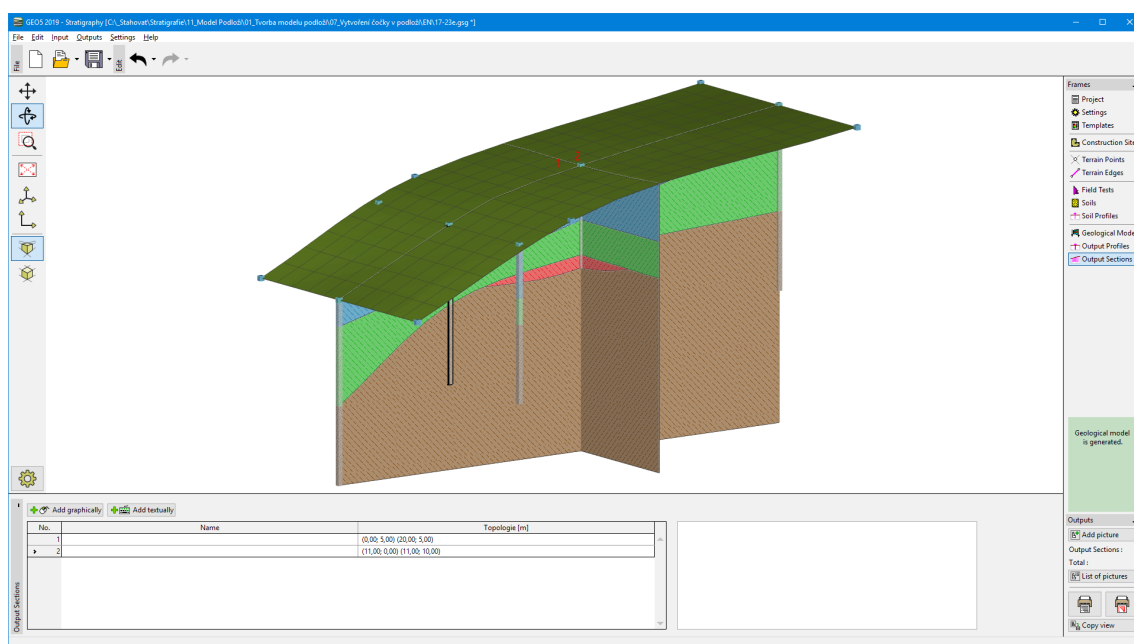 GEO5 2019 - Stratigraphy [C:\_Stahovat\Stratigrafie\11_Model Podloží\01_Tvorba modelu podloží\07_Vytvoření čočky v podloží\EN\17-23e.gsg *]
File Edit Input Outputs Settings Help
File
Edit
Frames
Project
Settings
Templates
Construction Site
Terrain Points
Terrain Edges
Field Tests
Soils
Soil Profiles
Geological Mode
Output Profiles
Output Sections
Geological model
is generated.
Add graphically Add textually
No. Name Topologie [m]
1 (0,00; 5,00) (20,00; 5,00)
2 (11,00; 0,00) (11,00; 10,00)
Output Sections
Outputs
Add picture
Output Sections :
Total :
List of pictures
Copy view